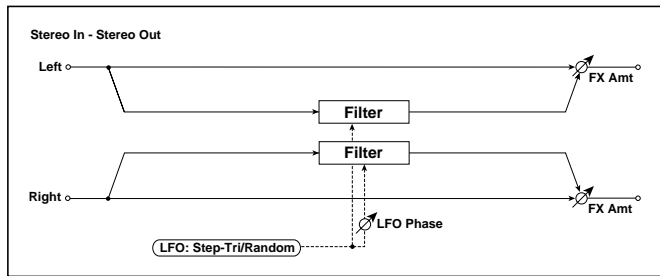 Stereo In - Stereo Out
Left
FX Amt
Filter
Filter
Right
FX Amt
LFO Phase
LFO: Step-Tri/Random